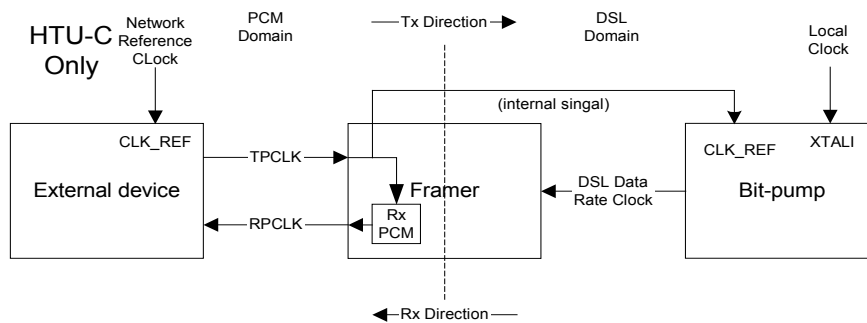 HTU-C
Only
Network
Reference
CLock
PCM
Domain
Tx Direction
DSL
Domain
Local
Clock
(internal singal)
CLK_REF
External device
TPCLK
RPCLK
Framer
Rx
PCM
DSL Data
Rate Clock
CLK_REF
XTALI
Bit-pump
Rx Direction